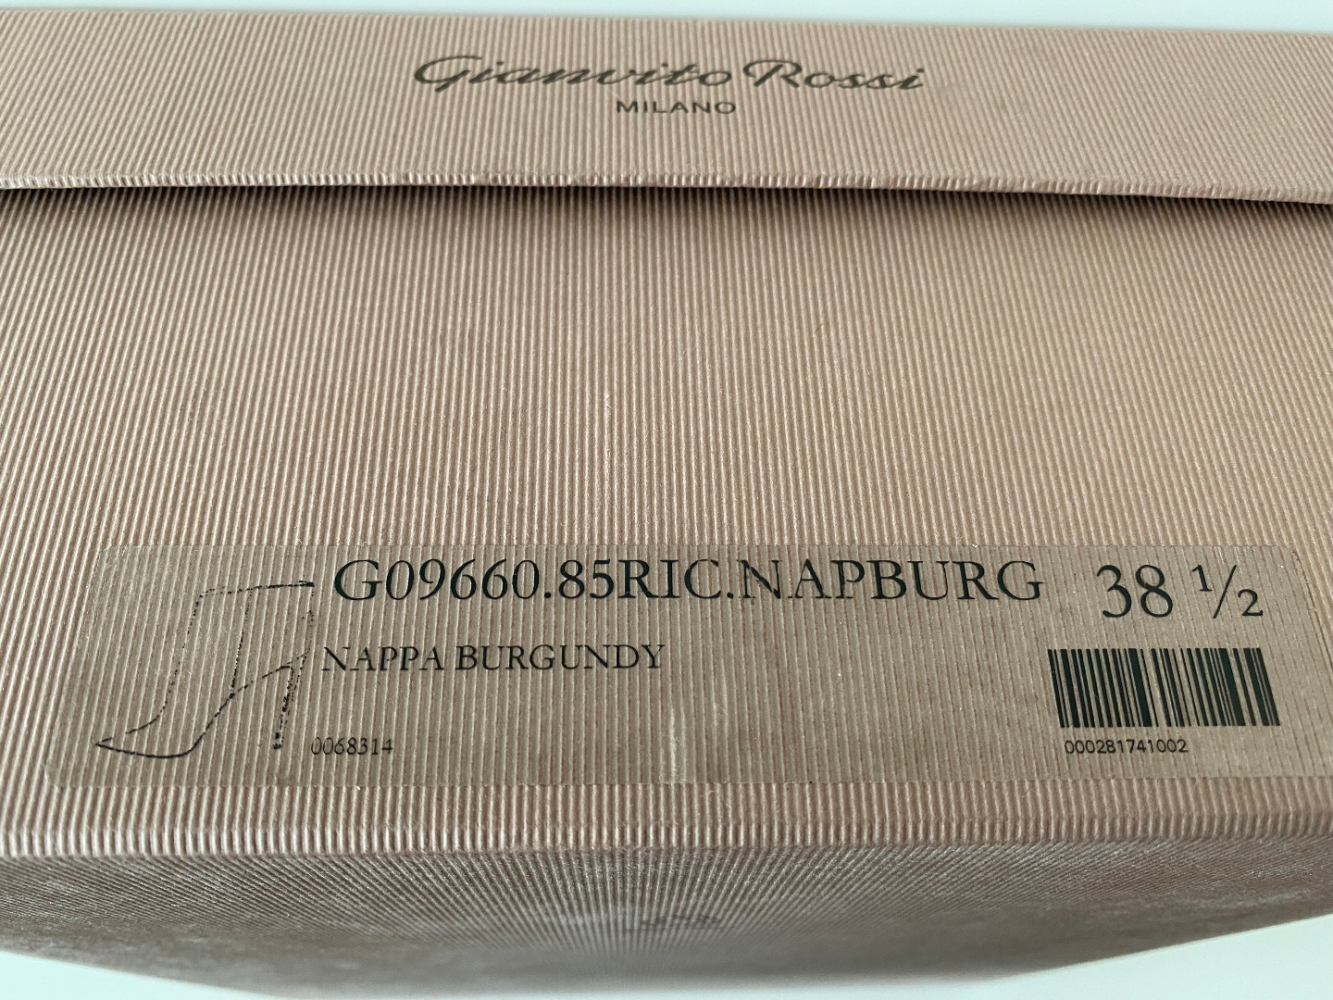 Gianvito Rossi
MILANO
G09660.85RIC.NAPBURG 38 ½
NAPPA BURGUNDY
0068314
000281741002